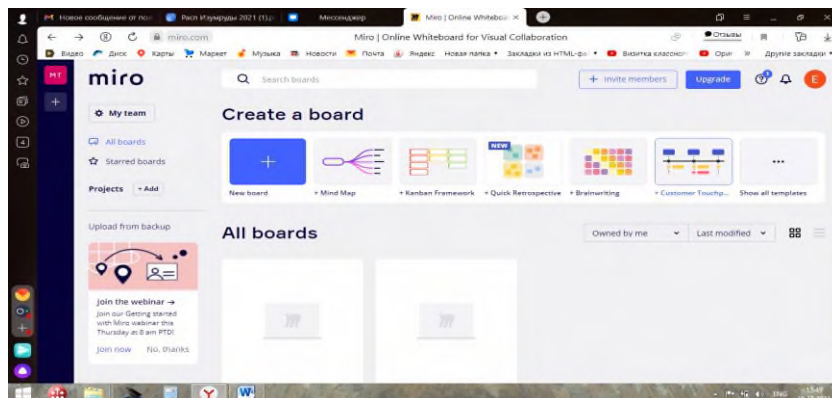 Новое сообщение от пол
Расп Изумруды 2021 (1).р
Мессенджер
Miro | Online Whiteboa
miro.com
Miro | Online Whiteboard for Visual Collaboration
Отзывы
Видео
Диск
Карты
Маркет
Музыка
Новости
Почта
Яндекс
Новая папка
Закладки из HTML-фа
Визитка классног
Ориг
Другие закладки
MT
miro
Search boards
+ Invite members
Upgrade
E
My team
All boards
Starred boards
Projects
+ Add
Upload from backup
Join the webinar →
Join our Getting started
with Miro webinar this
Thursday at 8 am PTD!
Join now
No, thanks
Create a board
NEW
New board
+ Mind Map
+ Kanban Framework
+ Quick Retrospective
+ Brainwriting
+ Customer Touchp...
Show all templates
All boards
Owned by me
Last modified
ENG